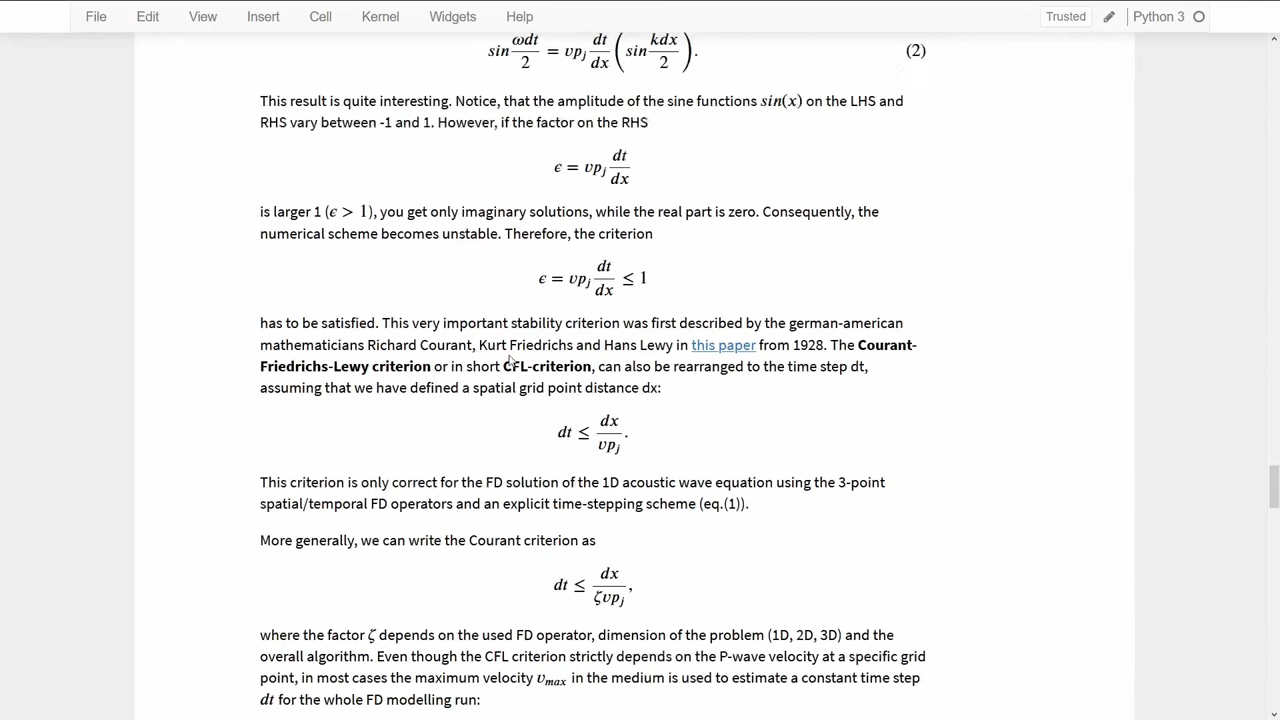 File Edit View Insert Cell Kernel Widgets Help Trusted Python 3
sin ωdt/2 = vp_j dt/dx (sin kdx/2). (2)
This result is quite interesting. Notice, that the amplitude of the sine functions sin(x) on the LHS and
RHS vary between -1 and 1. However, if the factor on the RHS
ϵ = vp_j dt/dx
is larger 1 (ϵ > 1), you get only imaginary solutions, while the real part is zero. Consequently, the
numerical scheme becomes unstable. Therefore, the criterion
ϵ = vp_j dt/dx ≤ 1
has to be satisfied. This very important stability criterion was first described by the german-american
mathematicians Richard Courant, Kurt Friedrichs and Hans Lewy in this paper from 1928. The Courant-
Friedrichs-Lewy criterion or in short CFL-criterion, can also be rearranged to the time step dt,
assuming that we have defined a spatial grid point distance dx:
dt ≤ dx/vp_j.
This criterion is only correct for the FD solution of the 1D acoustic wave equation using the 3-point
spatial/temporal FD operators and an explicit time-stepping scheme (eq.(1)).
More generally, we can write the Courant criterion as
dt ≤ dx/ζvp_j,
where the factor ζ depends on the used FD operator, dimension of the problem (1D, 2D, 3D) and the
overall algorithm. Even though the CFL criterion strictly depends on the P-wave velocity at a specific grid
point, in most cases the maximum velocity v_max in the medium is used to estimate a constant time step
dt for the whole FD modelling run: